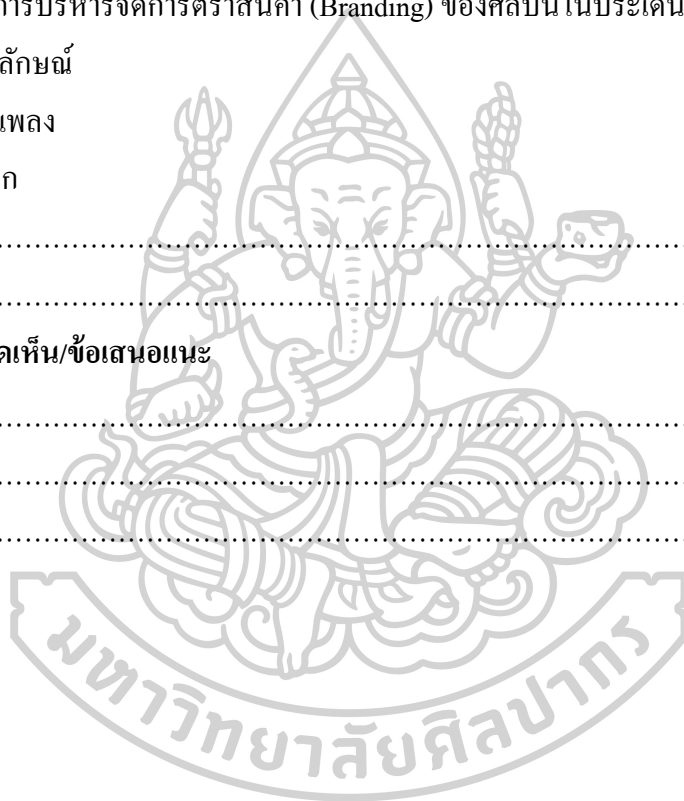 การบริหารจัดการตราสินค้า (Branding) ของศิลปินในประเด็น
ลักษณ์
เพลง
................................................................
................................................................
ดเห็น/ข้อเสนอแนะ
................................................................
................................................................
................................................................
มหาวิทยาลัยศิลปากร